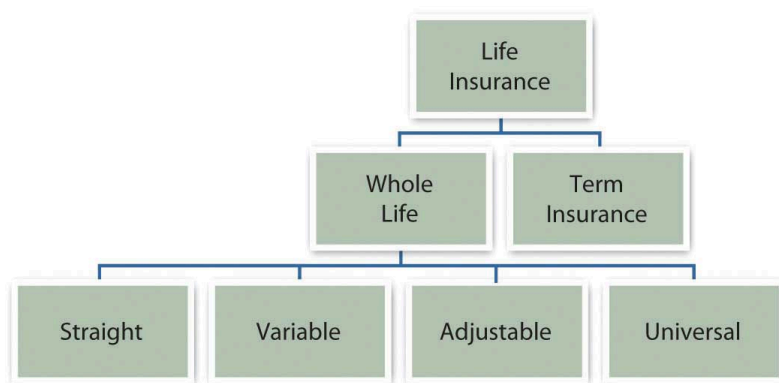 Life
Insurance
Whole
Life
Term
Insurance
Straight
Variable
Adjustable
Universal